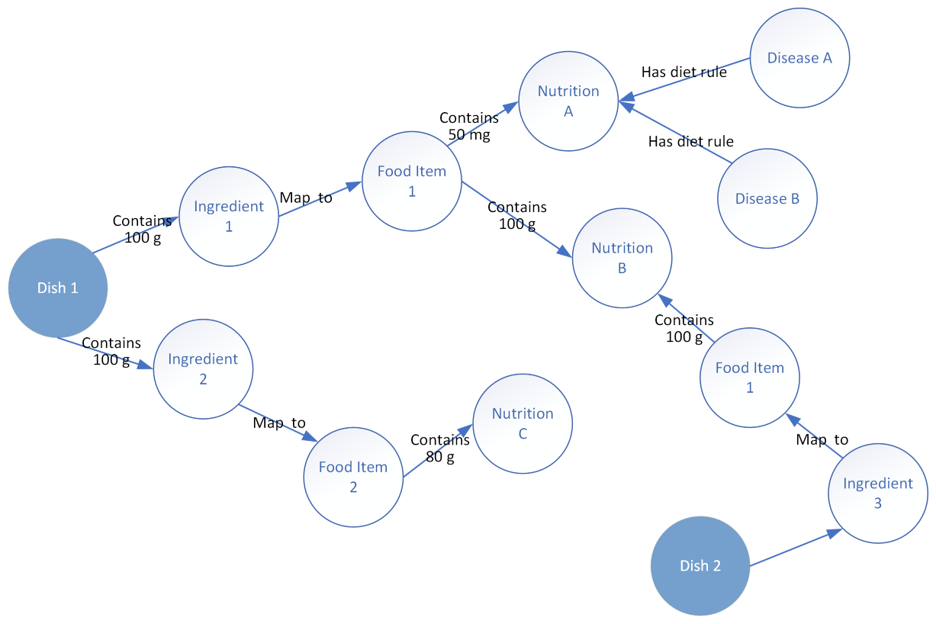 Disease A
Has diet rule
Nutrition
A
Contains
50 mg
Has diet rule
Food Item
1
Disease B
Map to
Ingredient
1
Contains
100 g
Contains
100 g
Nutrition
B
Dish 1
Contains
100 g
Contains
100 g
Ingredient
2
Food Item
1
Nutrition
C
Map to
Contains
80 g
Map to
Food Item
2
Ingredient
3
Dish 2